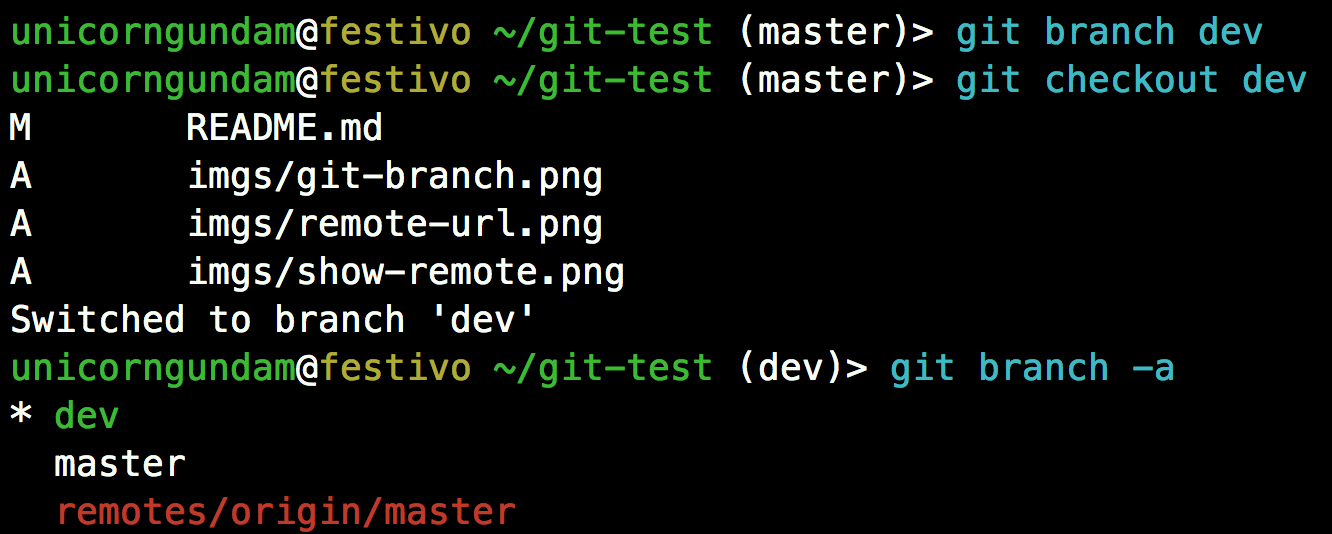 unicorngundam@festivo ~/git-test (master)> git branch dev
unicorngundam@festivo ~/git-test (master)> git checkout dev
M       README.md
A       imgs/git-branch.png
A       imgs/remote-url.png
A       imgs/show-remote.png
Switched to branch 'dev'
unicorngundam@festivo ~/git-test (dev)> git branch -a
* dev
  master
  remotes/origin/master